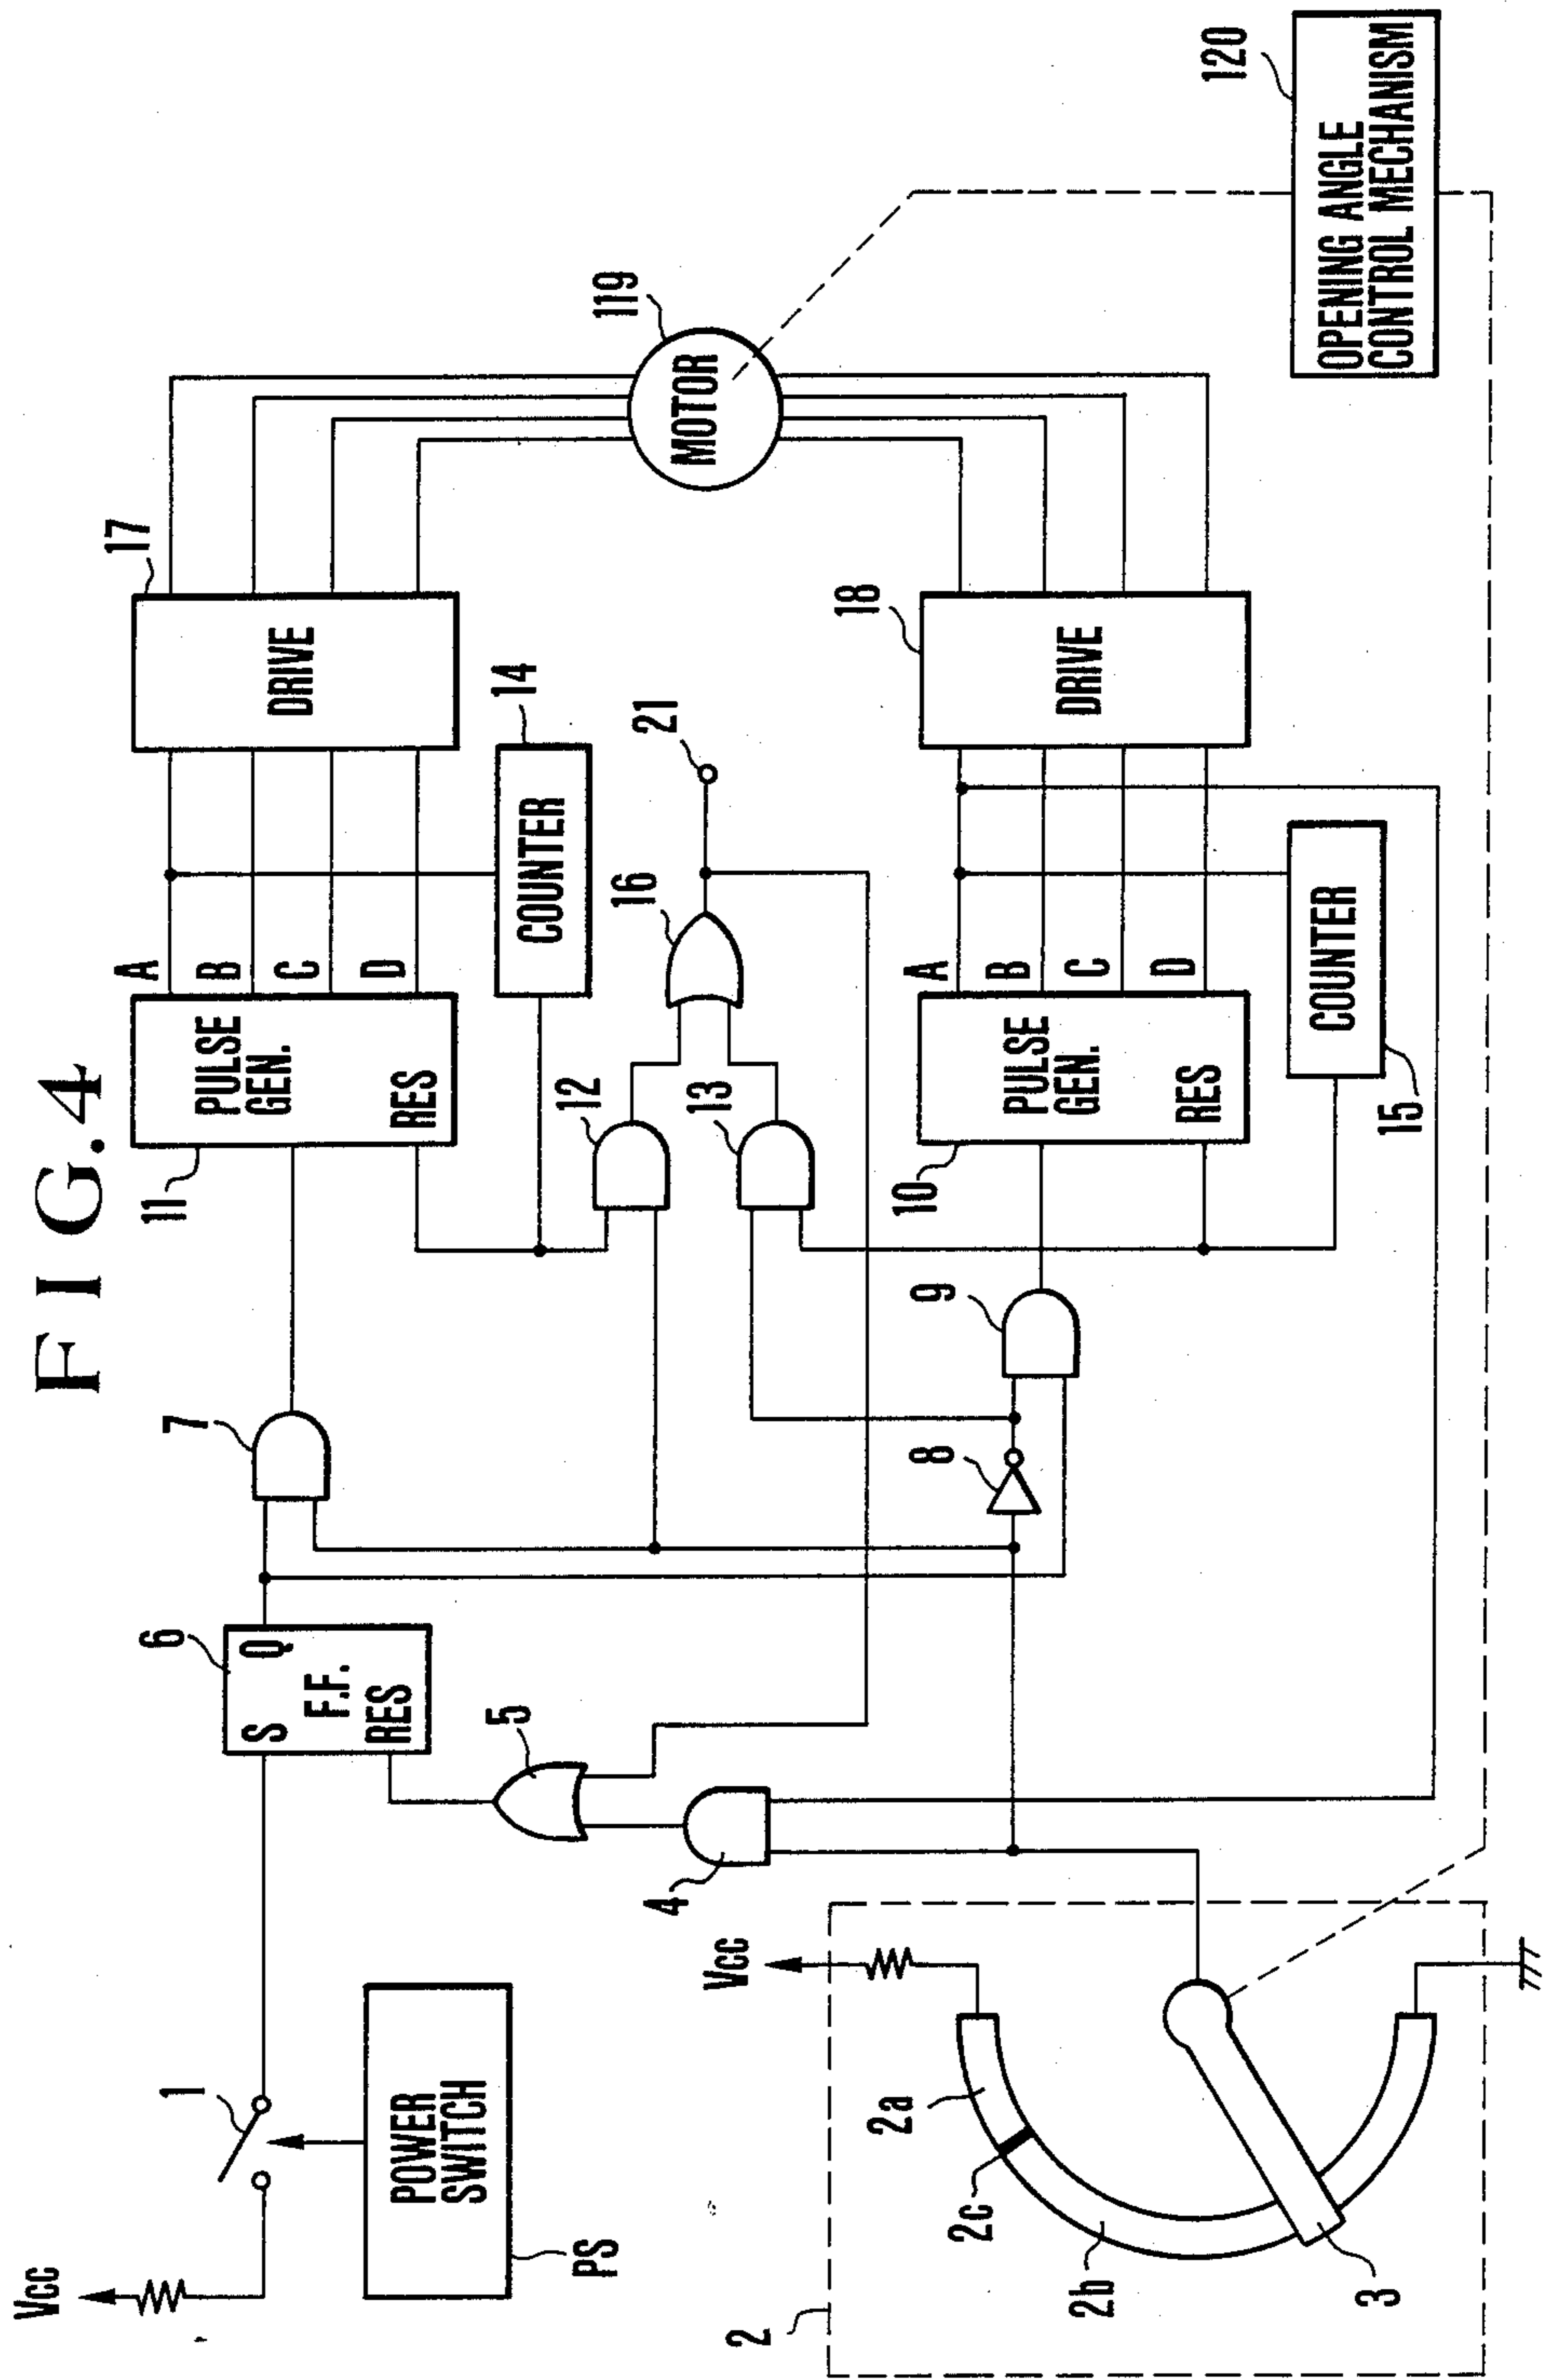 FIG.4
Vcc
1
POWER
SWITCH
PS
6
S
Q
F.F.
RES
5
4
7
11
PULSE
GEN.
RES
A
B
C
D
17
DRIVE
14
COUNTER
12
13
16
21
119
MOTOR
8
9
10
PULSE
GEN.
RES
A
B
C
D
18
DRIVE
15
COUNTER
120
OPENING ANGLE
CONTROL MECHANISM
2
Vcc
2a
2c
2b
3